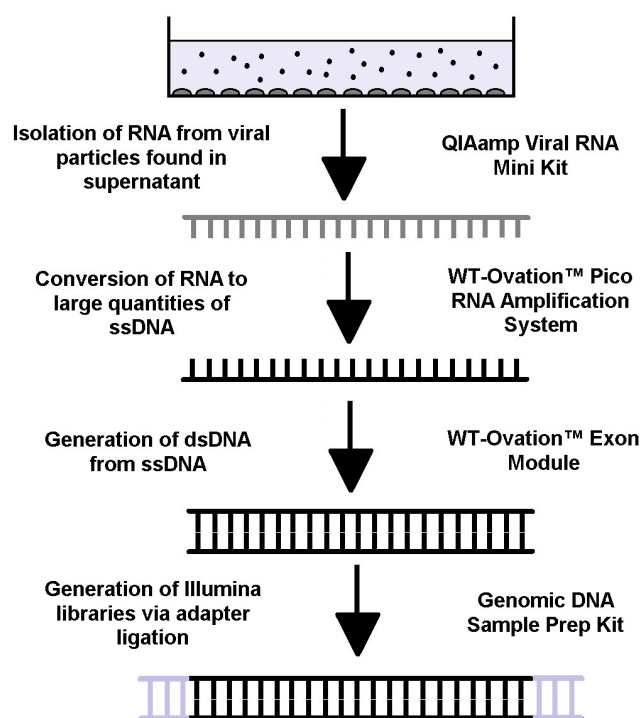 Isolation of RNA from viral
particles found in
supernatant
QIAamp Viral RNA
Mini Kit
Conversion of RNA to
large quantities of
ssDNA
WT-Ovation™ Pico
RNA Amplification
System
Generation of dsDNA
from ssDNA
WT-Ovation™ Exon
Module
Generation of Illumina
libraries via adapter
ligation
Genomic DNA
Sample Prep Kit